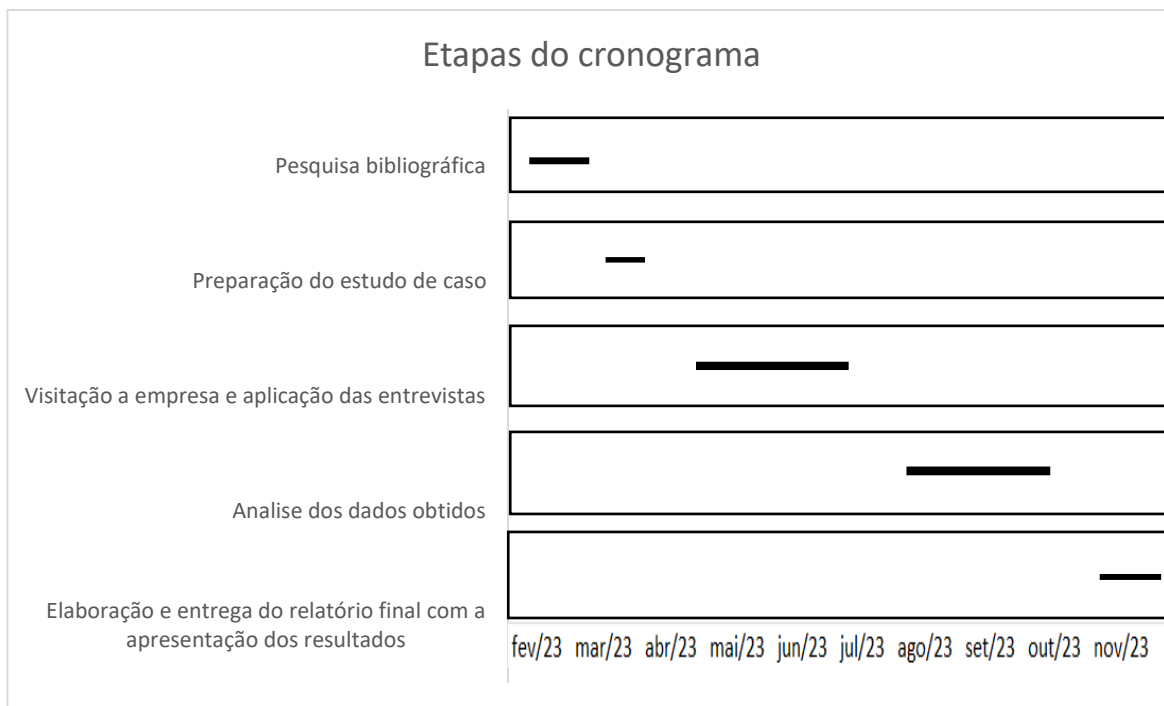 Etapas do cronograma
Pesquisa bibliográfica
Preparação do estudo de caso
Visitação a empresa e aplicação das entrevistas
Analise dos dados obtidos
Elaboração e entrega do relatório final com a
apresentação dos resultados
fev/23 mar/23 abr/23 mai/23 jun/23 jul/23 ago/23 set/23 out/23 nov/23